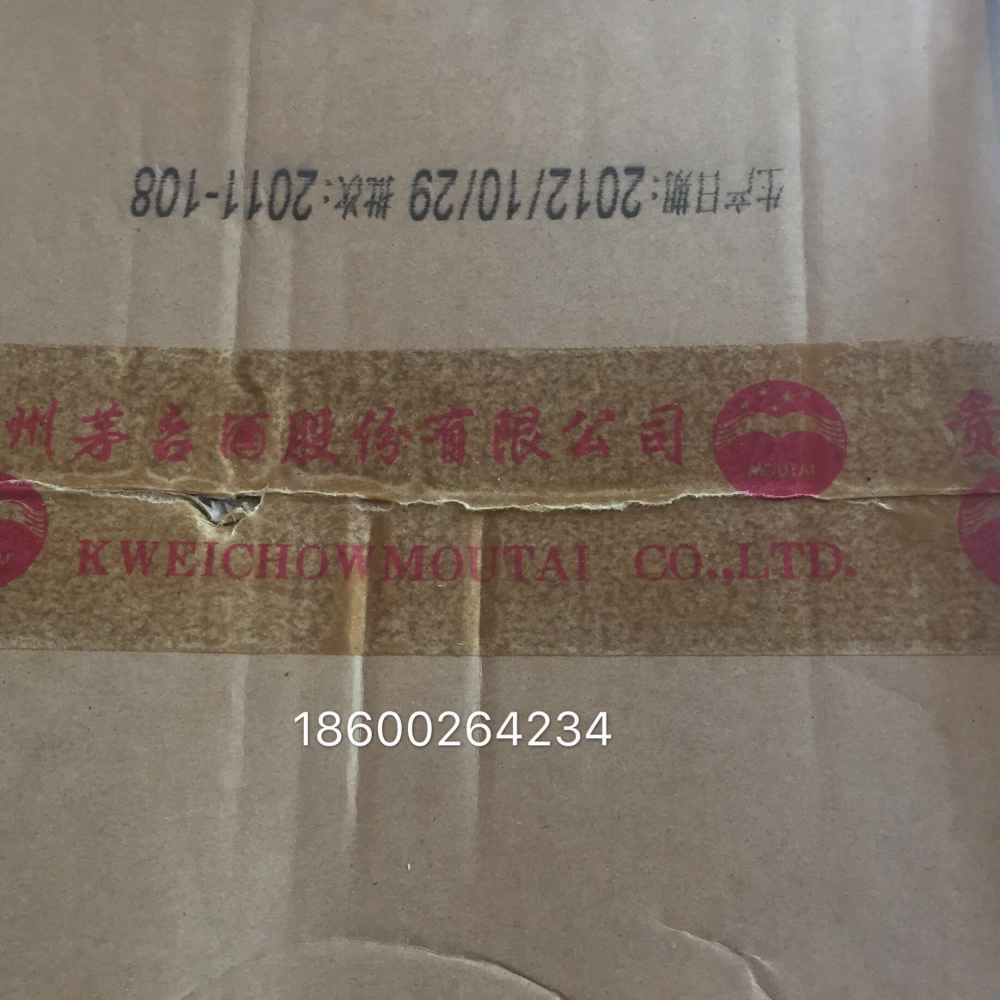 生产日期:2012/10/29 批次:2011-108
州茅台酒股份有限公司 MOUTAI 贵
KWEICHOW MOUTAI CO.,LTD.
18600264234